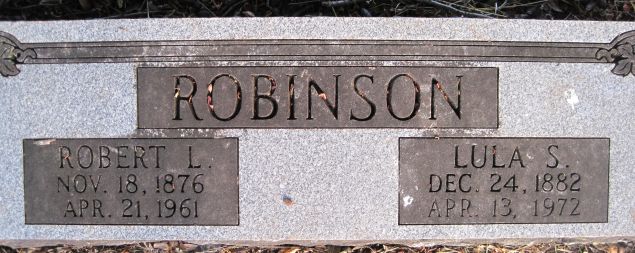 ROBINSON
ROBERT L.
NOV. 18, 1876
APR. 21, 1961
LULA S.
DEC. 24, 1882
APR. 13, 1972